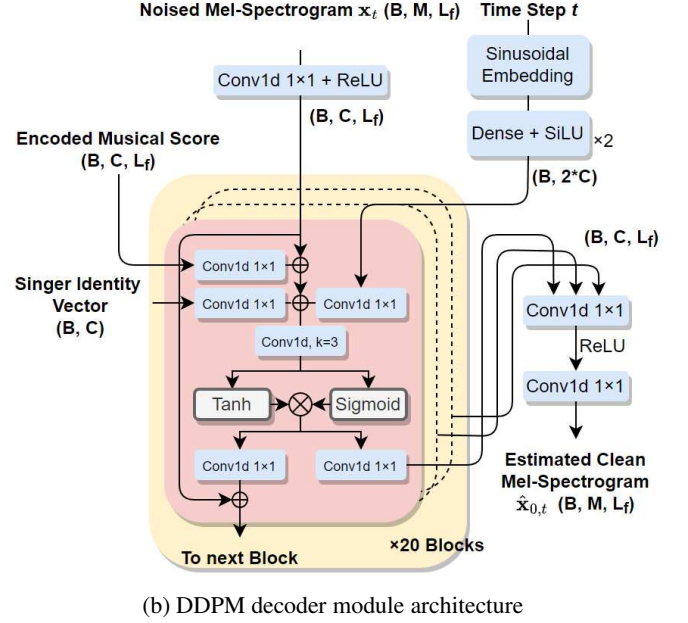 Noised Mel-Spectrogram x_t (B, M, L_f)
Time Step t
Sinusoidal
Embedding
Conv1d 1×1 + ReLU
(B, C, L_f)
Dense + SiLU ×2
Encoded Musical Score
(B, C, L_f)
(B, 2*C)
(B, C, L_f)
Conv1d 1×1
Singer Identity
Vector
(B, C)
Conv1d 1×1
Conv1d 1×1
Conv1d 1×1
ReLU
Conv1d, k=3
Conv1d 1×1
Tanh
Sigmoid
Conv1d 1×1
Conv1d 1×1
Estimated Clean
Mel-Spectrogram
x̂_{0,t} (B, M, L_f)
To next Block
×20 Blocks
(b) DDPM decoder module architecture